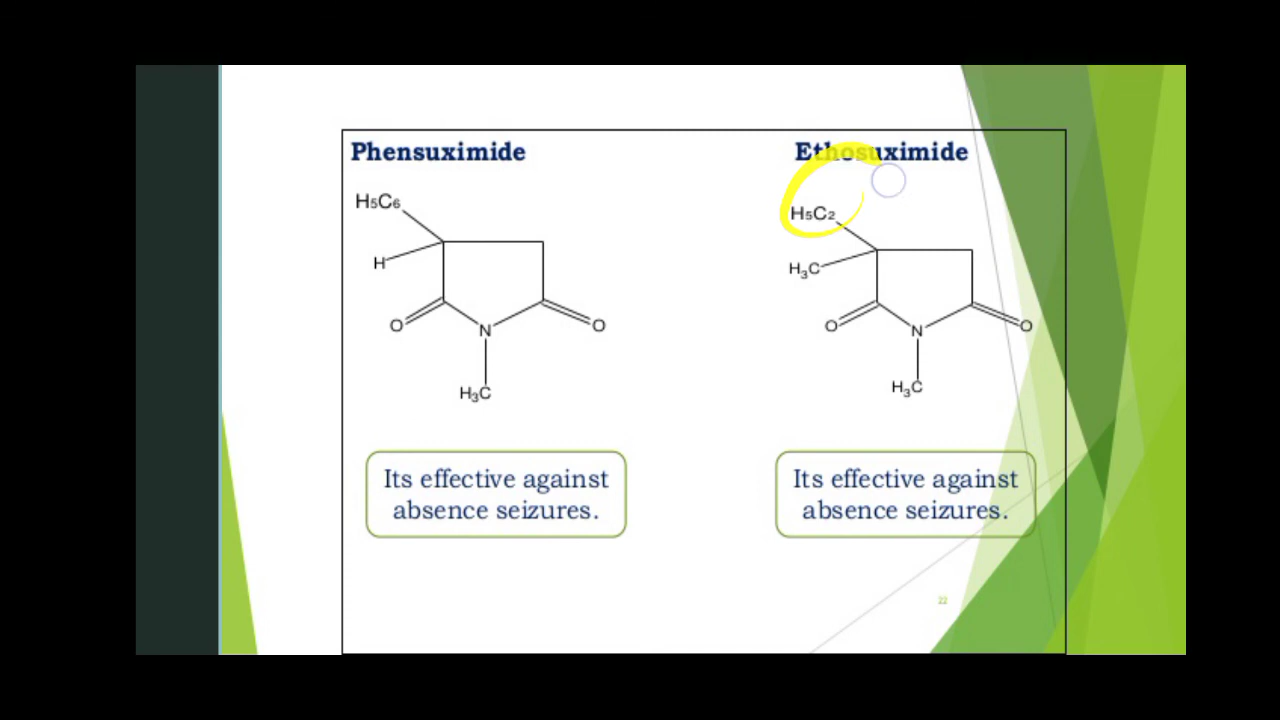 Phensuximide
H5C6
H
O
N
O
H3C
Its effective against
absence seizures.
Ethosuximide
H5C2
H3C
O
N
O
H3C
Its effective against
absence seizures.
22